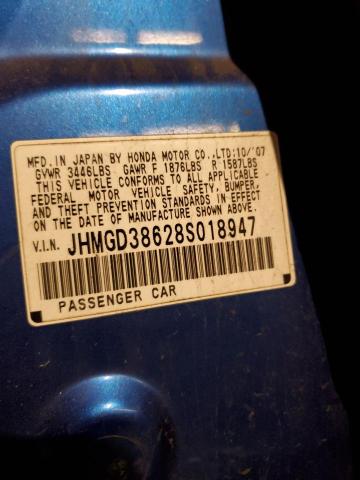 MFD.IN JAPAN BY HONDA MOTOR CO.,LTD:10/'07
GVWR 3446LBS GAWR F 1876LBS R 1587LBS
THIS VEHICLE CONFORMS TO ALL APPLICABLE
FEDERAL MOTOR VEHICLE SAFETY, BUMPER,
AND THEFT PREVENTION STANDARDS IN EFFECT
ON THE DATE OF MANUFACTURE SHOWN ABOVE.
V.I.N. JHMGD38628S018947
PASSENGER CAR